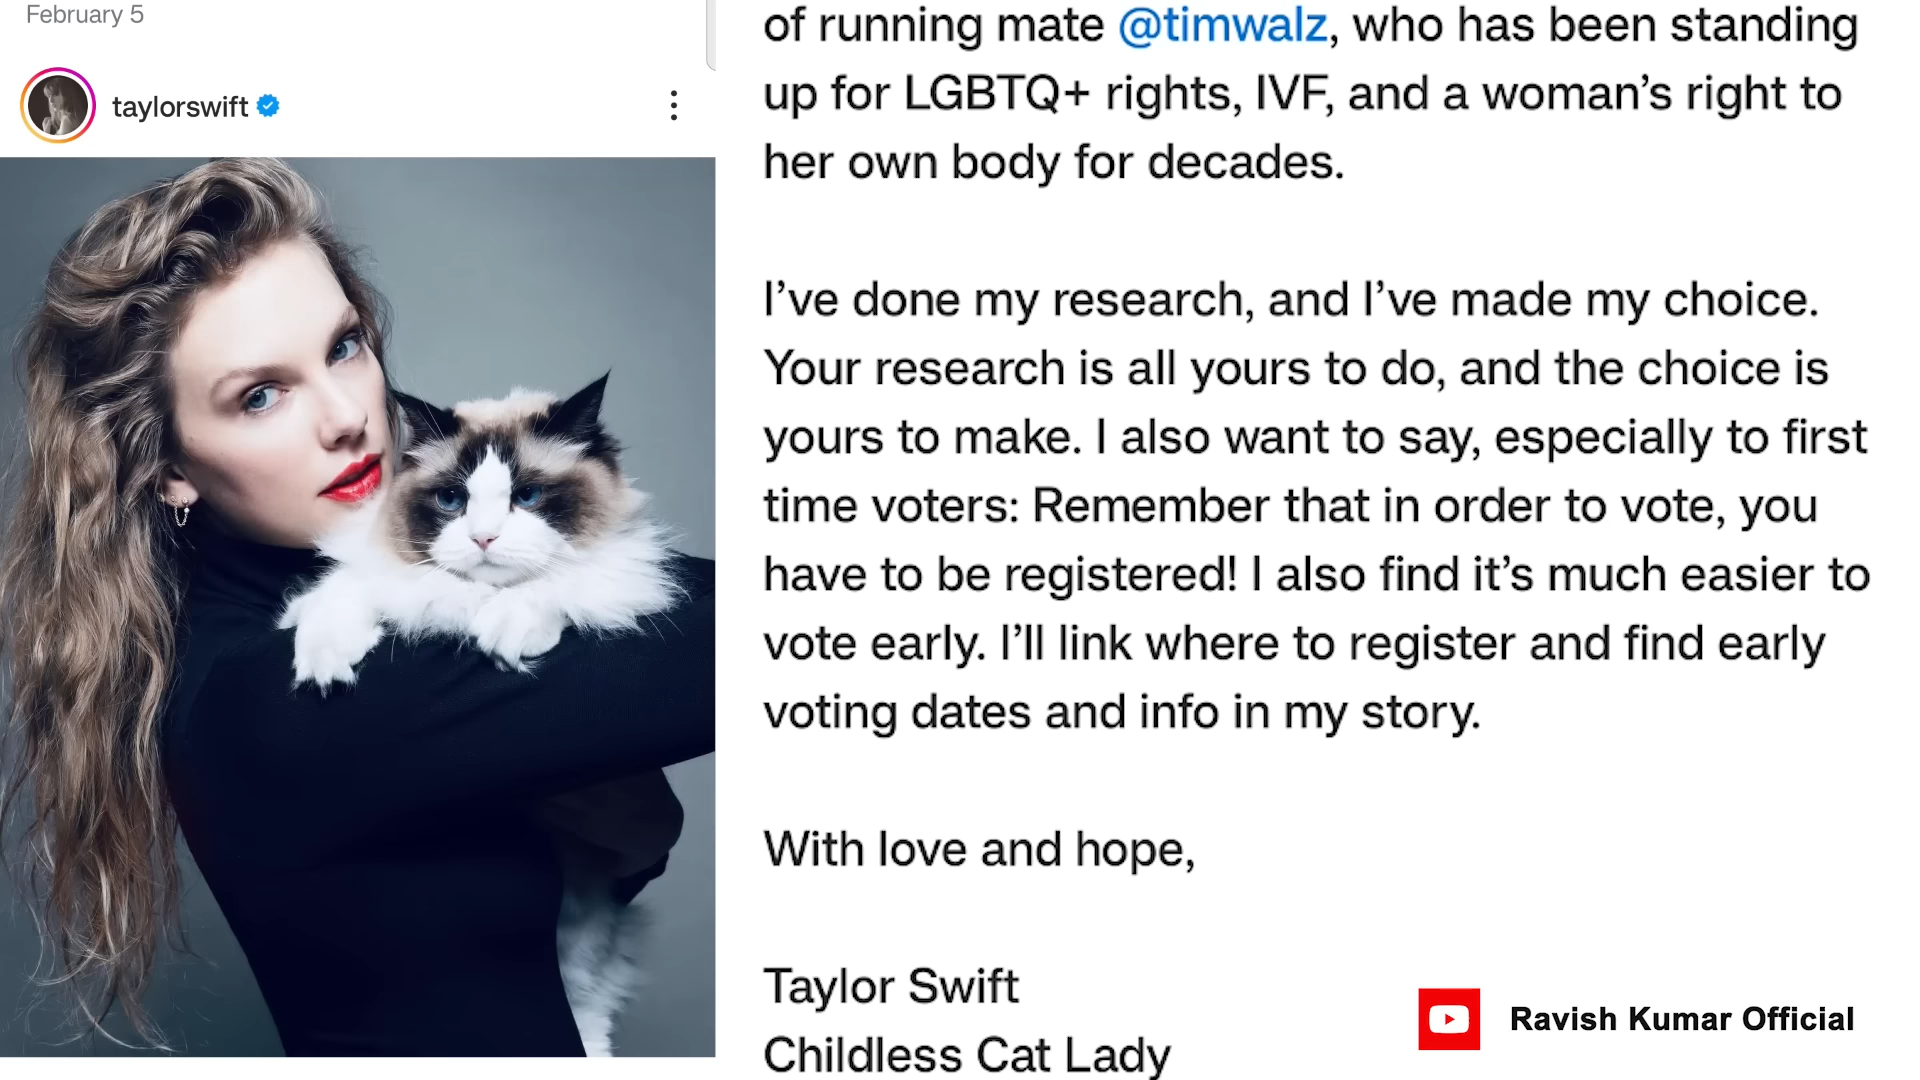 February 5
taylorswift
of running mate @timwalz, who has been standing
up for LGBTQ+ rights, IVF, and a woman’s right to
her own body for decades.
I’ve done my research, and I’ve made my choice.
Your research is all yours to do, and the choice is
yours to make. I also want to say, especially to first
time voters: Remember that in order to vote, you
have to be registered! I also find it’s much easier to
vote early. I’ll link where to register and find early
voting dates and info in my story.
With love and hope,
Taylor Swift
Childless Cat Lady
Ravish Kumar Official